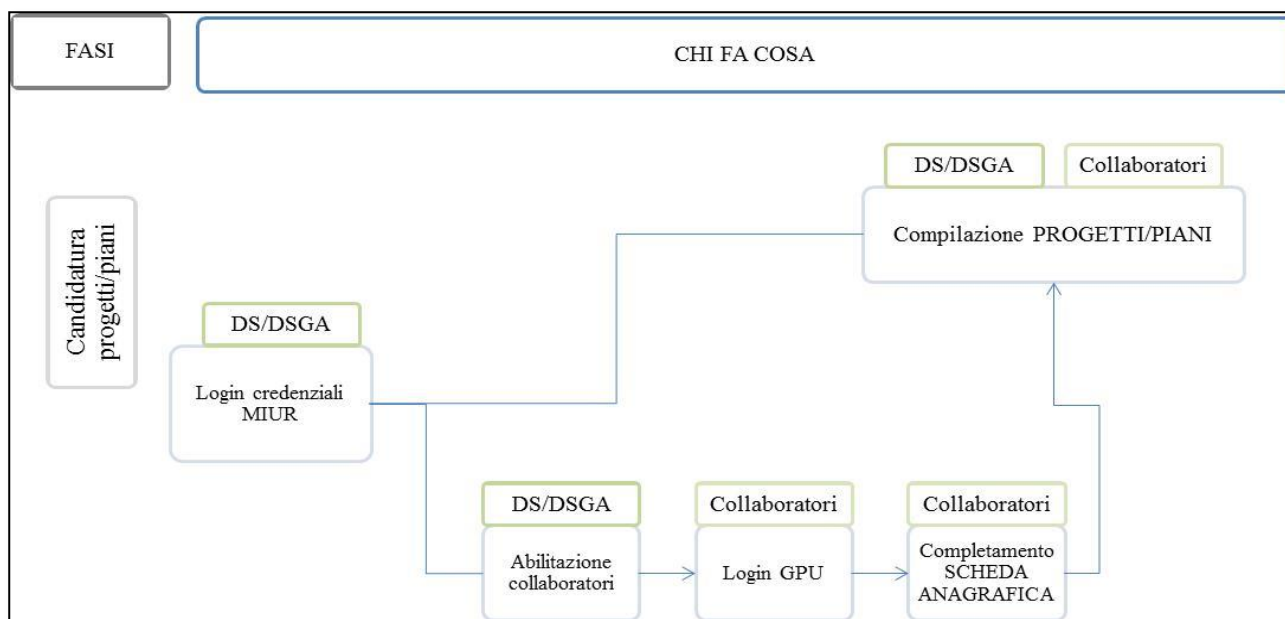 FASI
CHI FA COSA
DS/DSGA
Collaboratori
Compilazione PROGETTI/PIANI
Candidatura
progetti/piani
DS/DSGA
Login credenziali
MIUR
DS/DSGA
Collaboratori
Collaboratori
Abilitazione
collaboratori
Login GPU
Completamento
SCHEDA
ANAGRAFICA